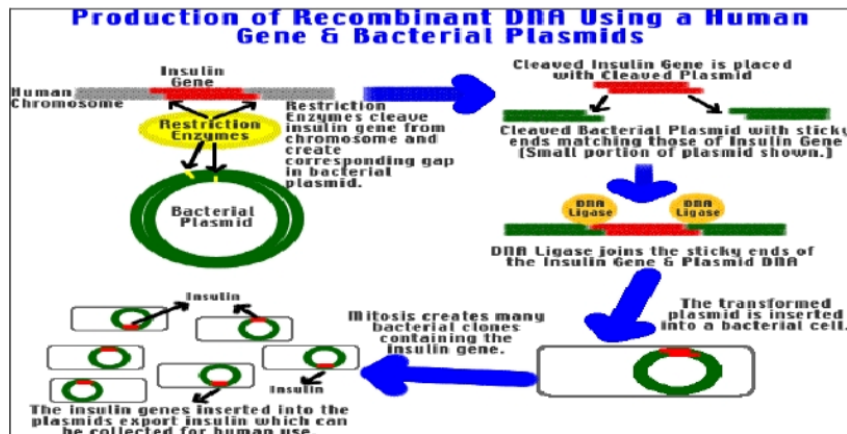 Production of Recombinant DNA Using a Human
Gene & Bacterial Plasmids
Insulin
Gene
Human
Chromosome
Restriction
Enzymes
Restriction
Enzymes cleave
insulin gene from
chromosome and
create
corresponding gap
in bacterial
plasmid.
Bacterial
Plasmid
Cleaved Insulin Gene is placed
with Cleaved Plasmid
Cleaved Bacterial Plasmid with sticky
ends matching those of Insulin Gene
(Small portion of plasmid shown.)
DNA
Ligase
DNA
Ligase
DNA Ligase joins the sticky ends of
the Insulin Gene & Plasmid DNA
The transformed
plasmid is inserted
into a bacterial cell.
Mitosis creates many
bacterial clones
containing the
insulin gene.
Insulin
Insulin
The insulin genes inserted into the
plasmids export insulin which can
be collected for human use.